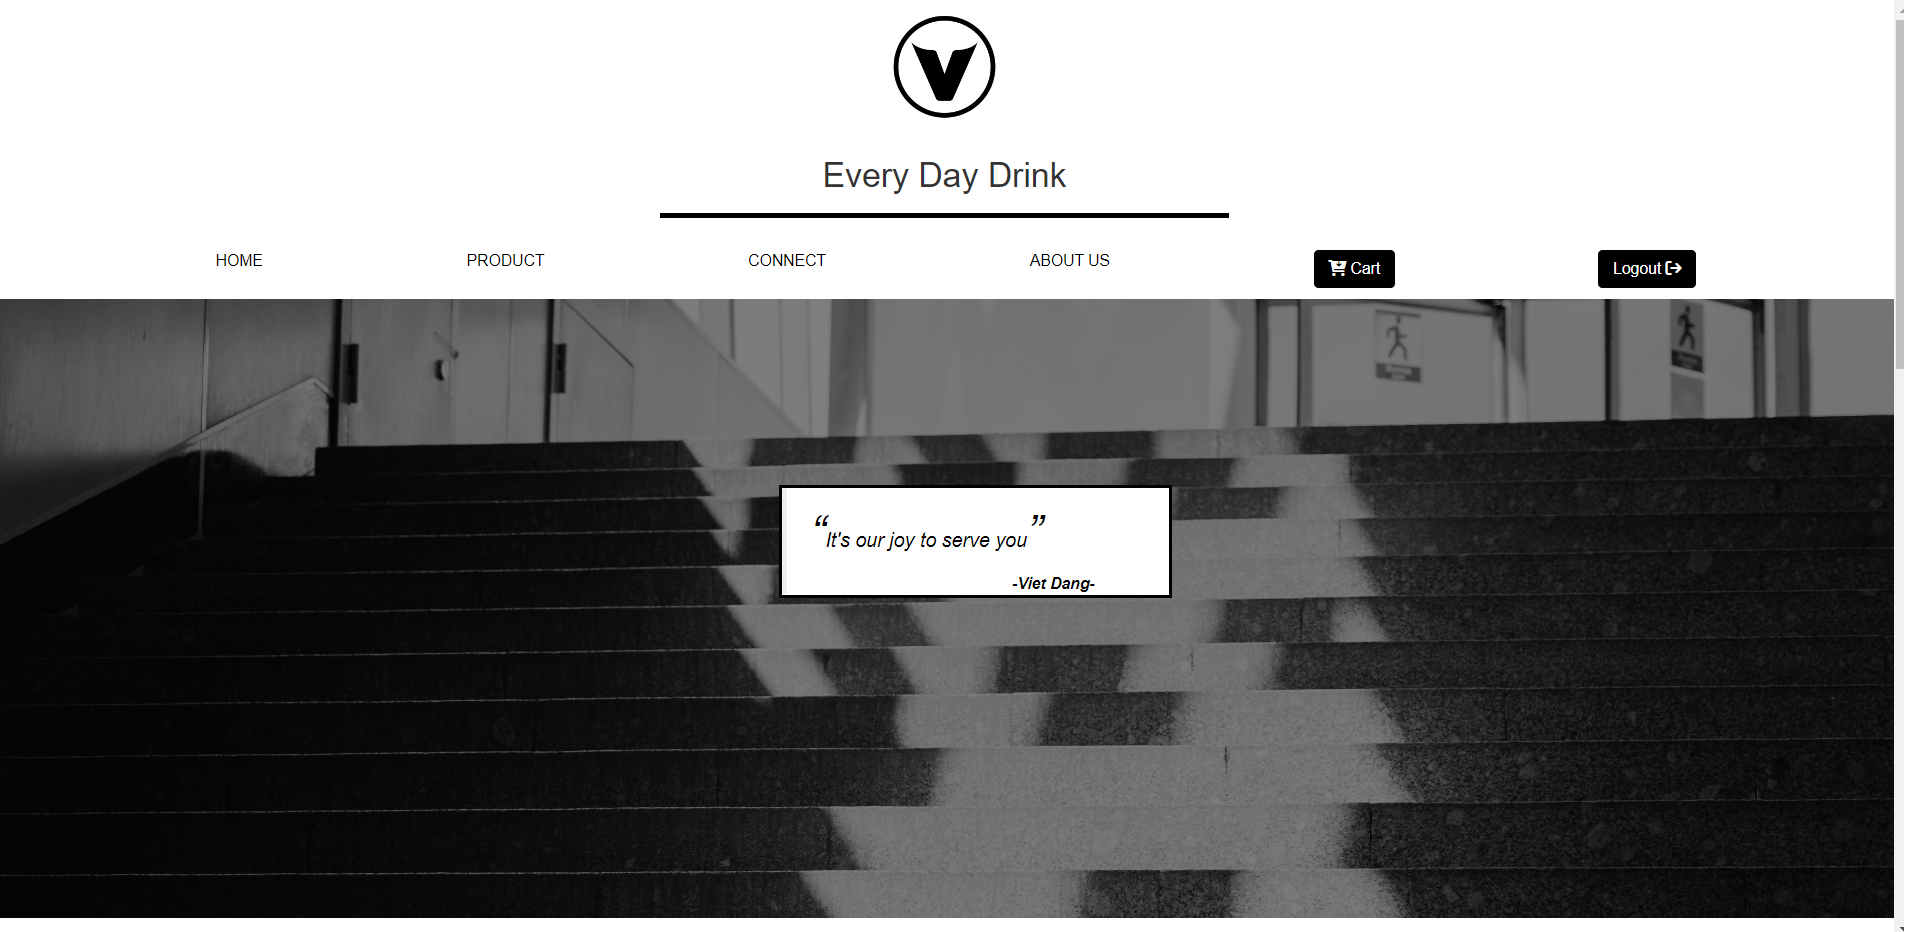 V
Every Day Drink
HOME PRODUCT CONNECT ABOUT US Cart Logout
“It's our joy to serve you”
-Viet Dang-